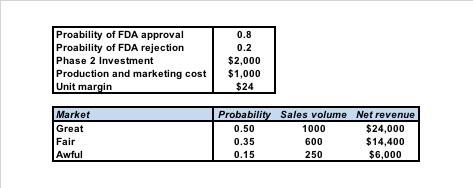 Proability of FDA approval 0.8
Proability of FDA rejection 0.2
Phase 2 Investment $2,000
Production and marketing cost $1,000
Unit margin $24
Market Probability Sales volume Net revenue
Great 0.50 1000 $24,000
Fair 0.35 600 $14,400
Awful 0.15 250 $6,000